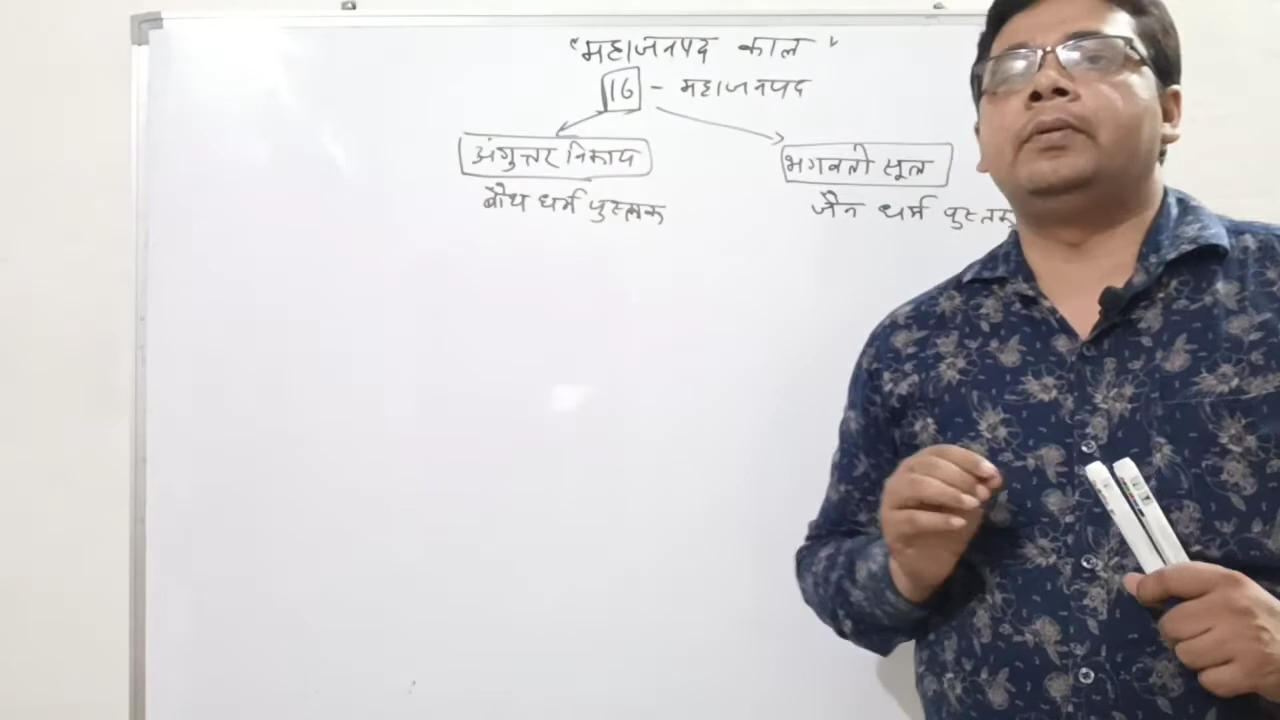 "महाजनपद काल"
16 - महाजनपद
अंगुत्तर निकाय
भगवती सूत्र
बौध धर्म पुस्तक
जैन धर्म पुस्तक